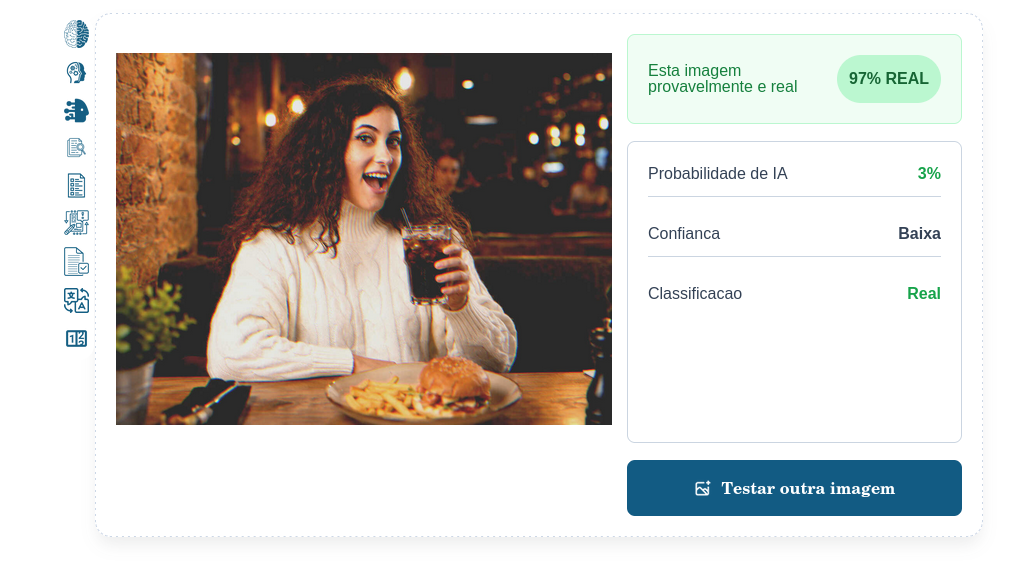 Esta imagem
provavelmente e real
97% REAL
Probabilidade de IA
3%
Confianca
Baixa
Classificacao
Real
Testar outra imagem